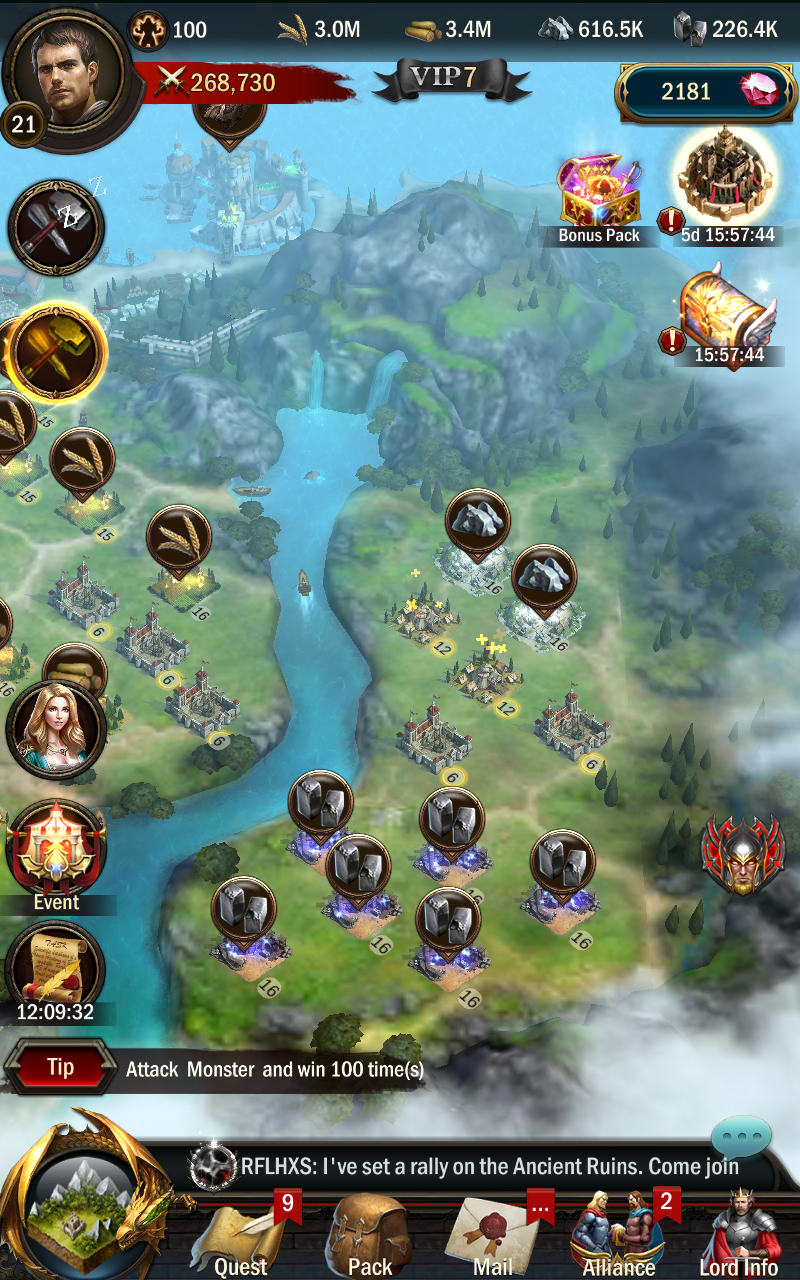 100
3.0M
3.4M
616.5K
226.4K
268,730
VIP7
2181
21
Z
Z
Bonus Pack
5d 15:57:44
15:57:44
15
15
15
16
16
16
6
6
6
12
12
6
6
16
16
16
16
16
16
Event
TASK
12:09:32
Tip
Attack Monster and win 100 time(s)
RFLHXS: I've set a rally on the Ancient Ruins. Come join
9
...
2
Quest
Pack
Mail
Alliance
Lord Info